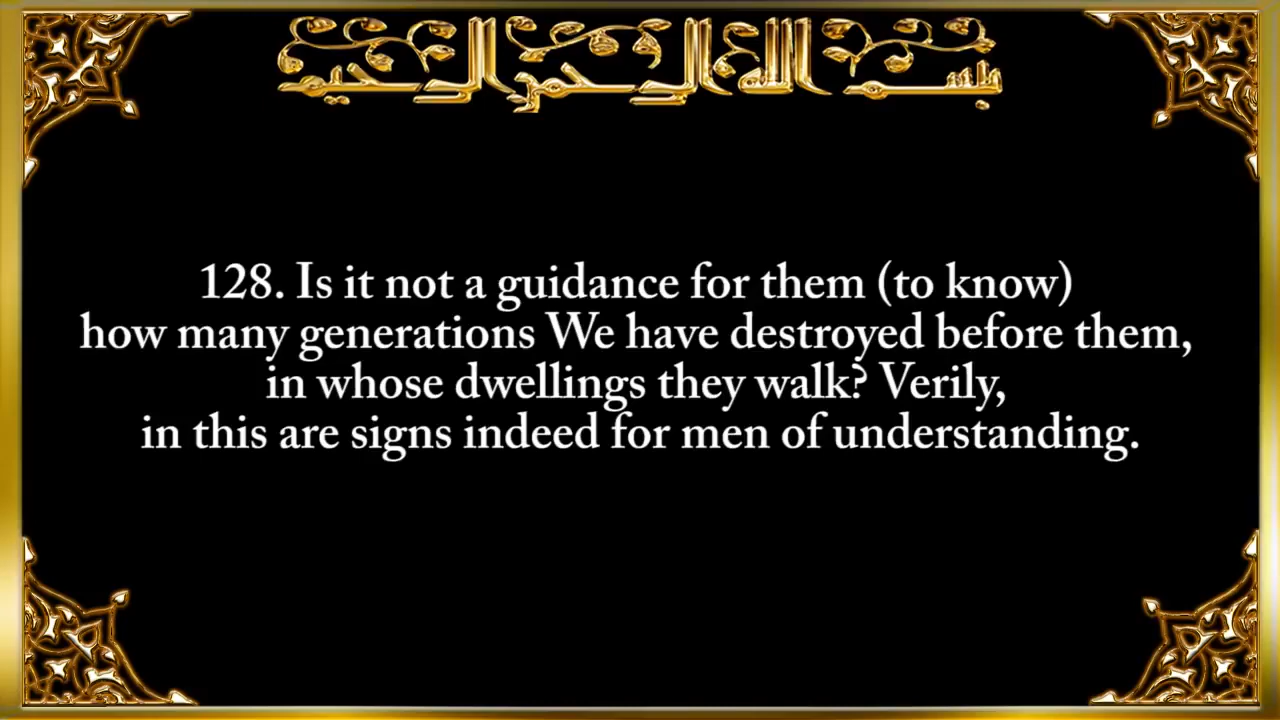 بسم الله الرحمن الرحيم
128. Is it not a guidance for them (to know)
how many generations We have destroyed before them,
in whose dwellings they walk? Verily,
in this are signs indeed for men of understanding.